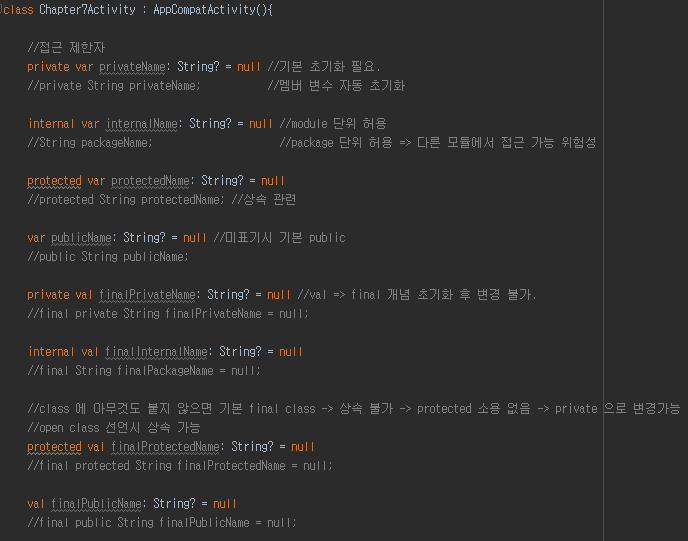 class Chapter7Activity : AppCompatActivity(){
//접근 제한자
private var privateName: String? = null //기본 초기화 필요.
//private String privateName; //멤버 변수 자동 초기화
internal var internalName: String? = null //module 단위 허용
//String packageName; //package 단위 허용 => 다른 모듈에서 접근 가능 위험성
protected var protectedName: String? = null
//protected String protectedName; //상속 관련
var publicName: String? = null //미표기시 기본 public
//public String publicName;
private val finalPrivateName: String? = null //val => final 개념 초기화 후 변경 불가.
//final private String finalPrivateName = null;
internal val finalInternalName: String? = null
//final String finalPackageName = null;
//class 에 아무것도 붙지 않으면 기본 final class -> 상속 불가 -> protected 소용 없음 -> private 으로 변경가능
//open class 선언시 상속 가능
protected val finalProtectedName: String? = null
//final protected String finalProtectedName = null;
val finalPublicName: String? = null
//final public String finalPublicName = null;